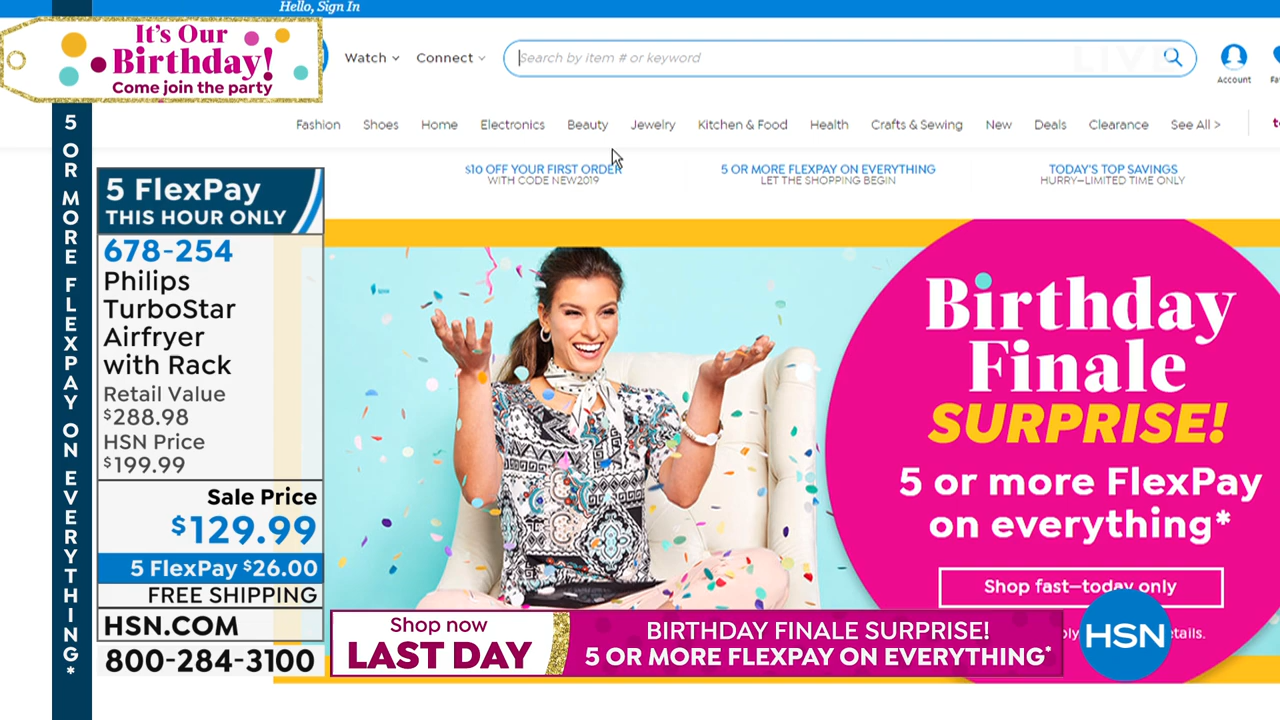 Hello, Sign In
It's Our
Birthday!
Come join the party
Watch
Connect
Search by item # or keyword
LIVE
Account
Fashion
Shoes
Home
Electronics
Beauty
Jewelry
Kitchen & Food
Health
Crafts & Sewing
New
Deals
Clearance
See All >
$10 OFF YOUR FIRST ORDER
WITH CODE NEW2019
5 OR MORE FLEXPAY ON EVERYTHING
LET THE SHOPPING BEGIN
TODAY'S TOP SAVINGS
HURRY—LIMITED TIME ONLY
5 OR MORE FLEXPAY ON EVERYTHING*
5 FlexPay
THIS HOUR ONLY
678-254
Philips
TurboStar
Airfryer
with Rack
Retail Value
$288.98
HSN Price
$199.99
Sale Price
$129.99
5 FlexPay $26.00
FREE SHIPPING
HSN.COM
800-284-3100
Birthday
Finale
SURPRISE!
5 or more FlexPay
on everything*
Shop fast—today only
Shop now
LAST DAY
BIRTHDAY FINALE SURPRISE!
5 OR MORE FLEXPAY ON EVERYTHING*
HSN